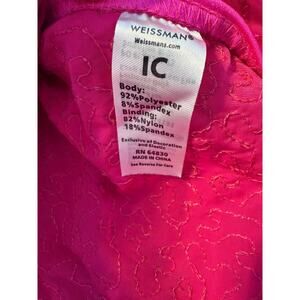 WEISSMAN®
Weissmans.com
IC
Body:
92%Polyester
8%Spandex
Binding:
82%Nylon
18%Spandex
Exclusive of Decoration
and Elastic
RN 64830
MADE IN CHINA
See Reverse For Care